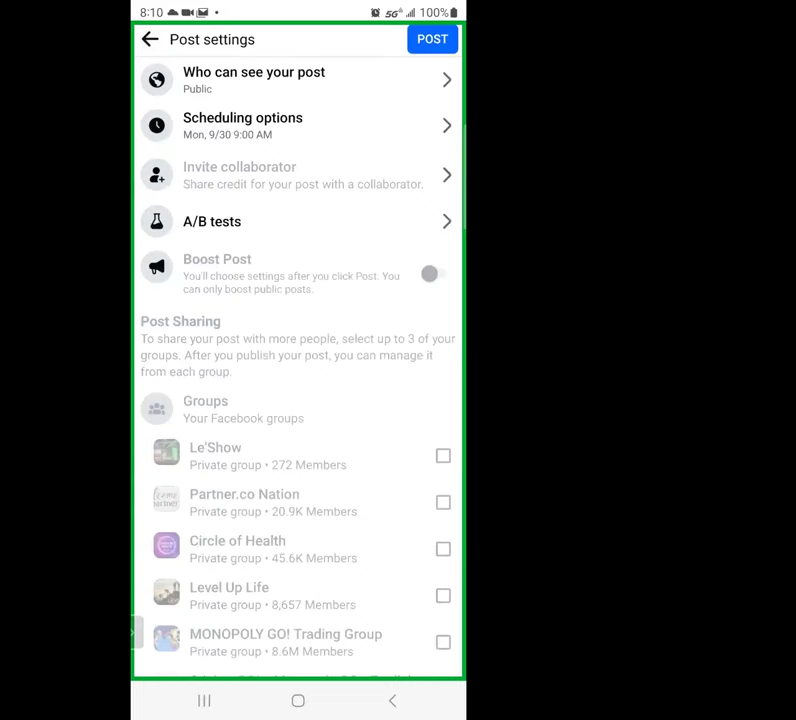 8:10
5G
100%
Post settings
POST
Who can see your post
Public
Scheduling options
Mon, 9/30 9:00 AM
Invite collaborator
Share credit for your post with a collaborator.
A/B tests
Boost Post
You'll choose settings after you click Post. You
can only boost public posts.
Post Sharing
To share your post with more people, select up to 3 of your
groups. After you publish your post, you can manage it
from each group.
Groups
Your Facebook groups
Le'Show
Private group • 272 Members
Partner.co Nation
Private group • 20.9K Members
Circle of Health
Private group • 45.6K Members
Level Up Life
Private group • 8,657 Members
MONOPOLY GO! Trading Group
Private group • 8.6M Members